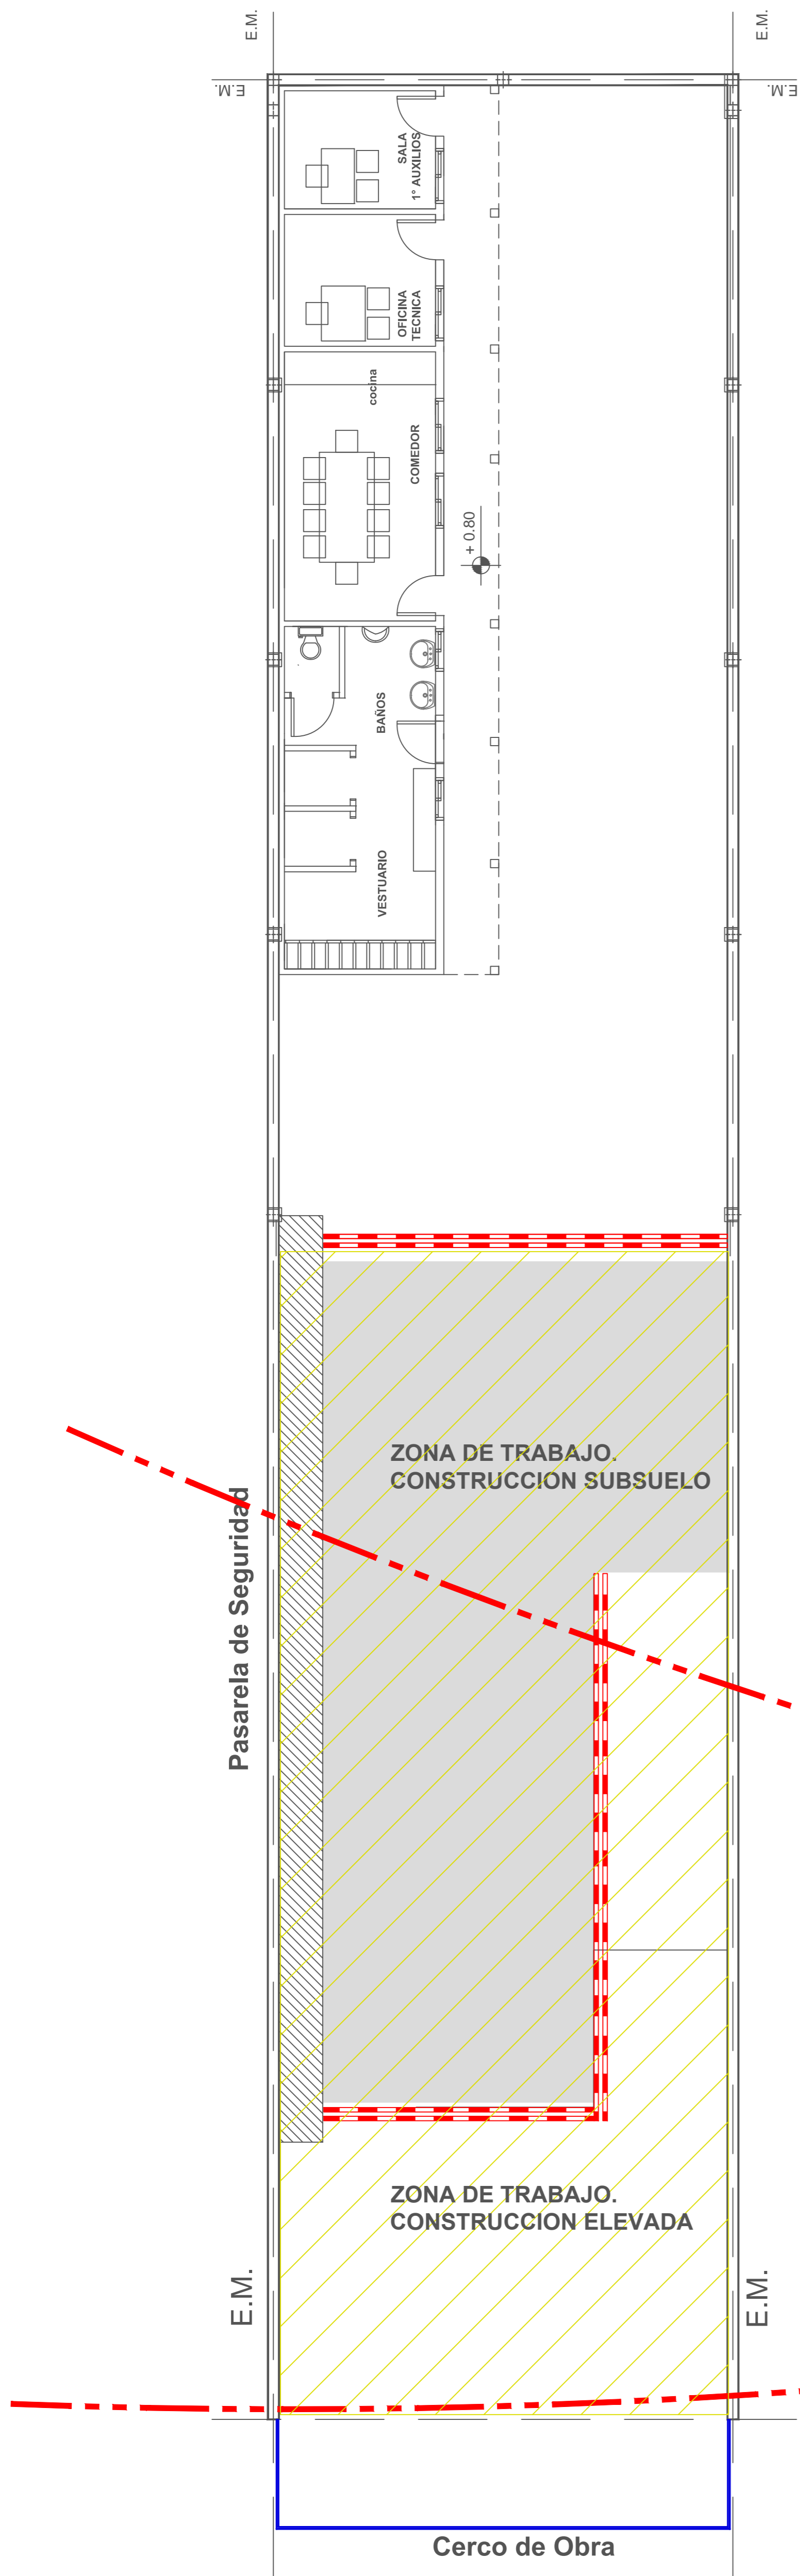 E.M.
E.M.
E.M.
E.M.
SALA
1° AUXILIOS
OFICINA
TECNICA
cocina
COMEDOR
+ 0.80
BAÑOS
VESTUARIO
ZONA DE TRABAJO.
CONSTRUCCION SUBSUELO
Pasarela de Seguridad
ZONA DE TRABAJO.
CONSTRUCCION ELEVADA
E.M.
E.M.
Cerco de Obra